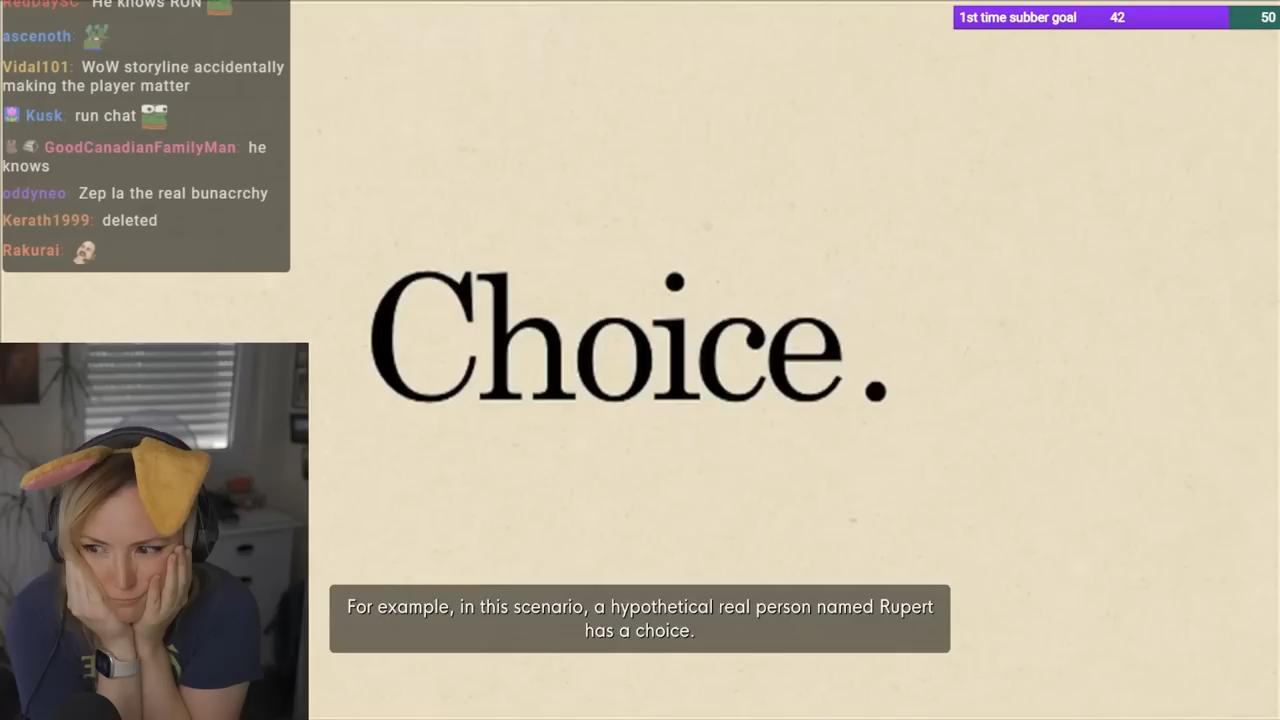 RedDaySC: He knows RUN
ascenoth:
Vidal101: WoW storyline accidentally
making the player matter
Kusk: run chat
GoodCanadianFamilyMan: he
knows
oddyneo: Zep la the real bunacrchy
Kerath1999: deleted
Rakurai:
1st time subber goal 42 50
Choice.
For example, in this scenario, a hypothetical real person named Rupert
has a choice.